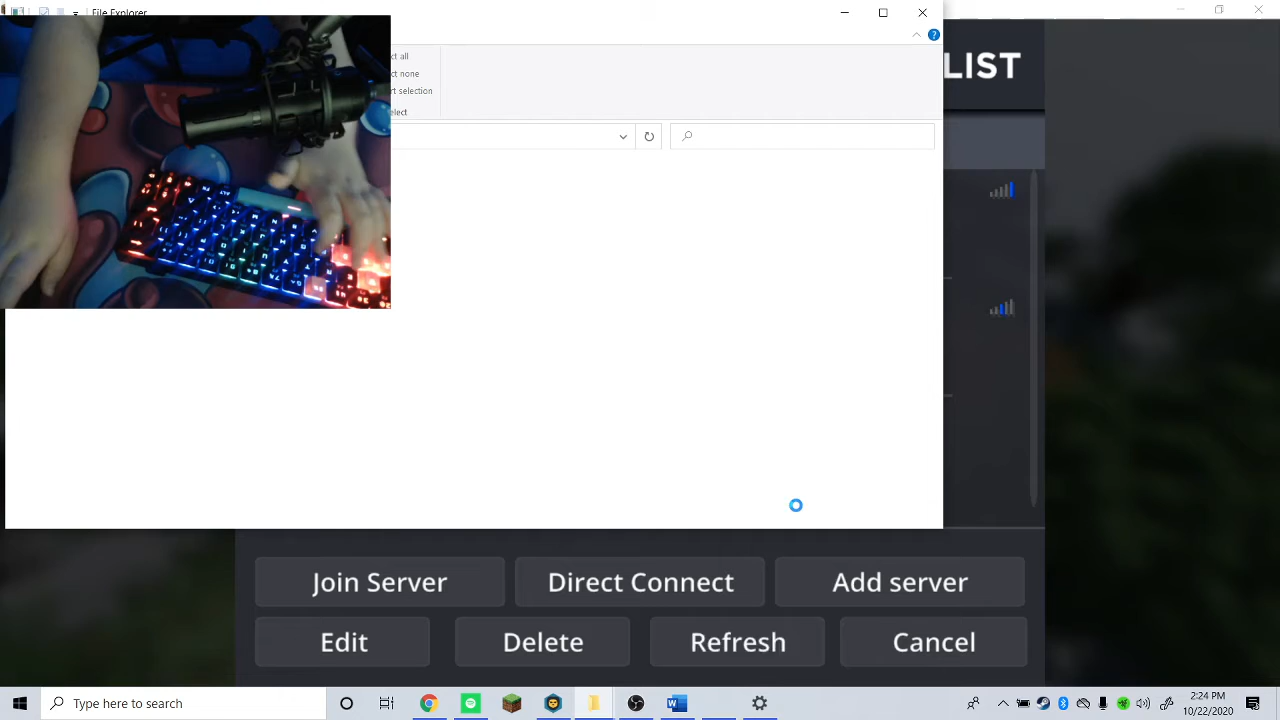 File Explorer
ct all
ct none
rt selection
elect
LIST
Join Server
Direct Connect
Add server
Edit
Delete
Refresh
Cancel
Type here to search
2:24 PM
10/22/2020